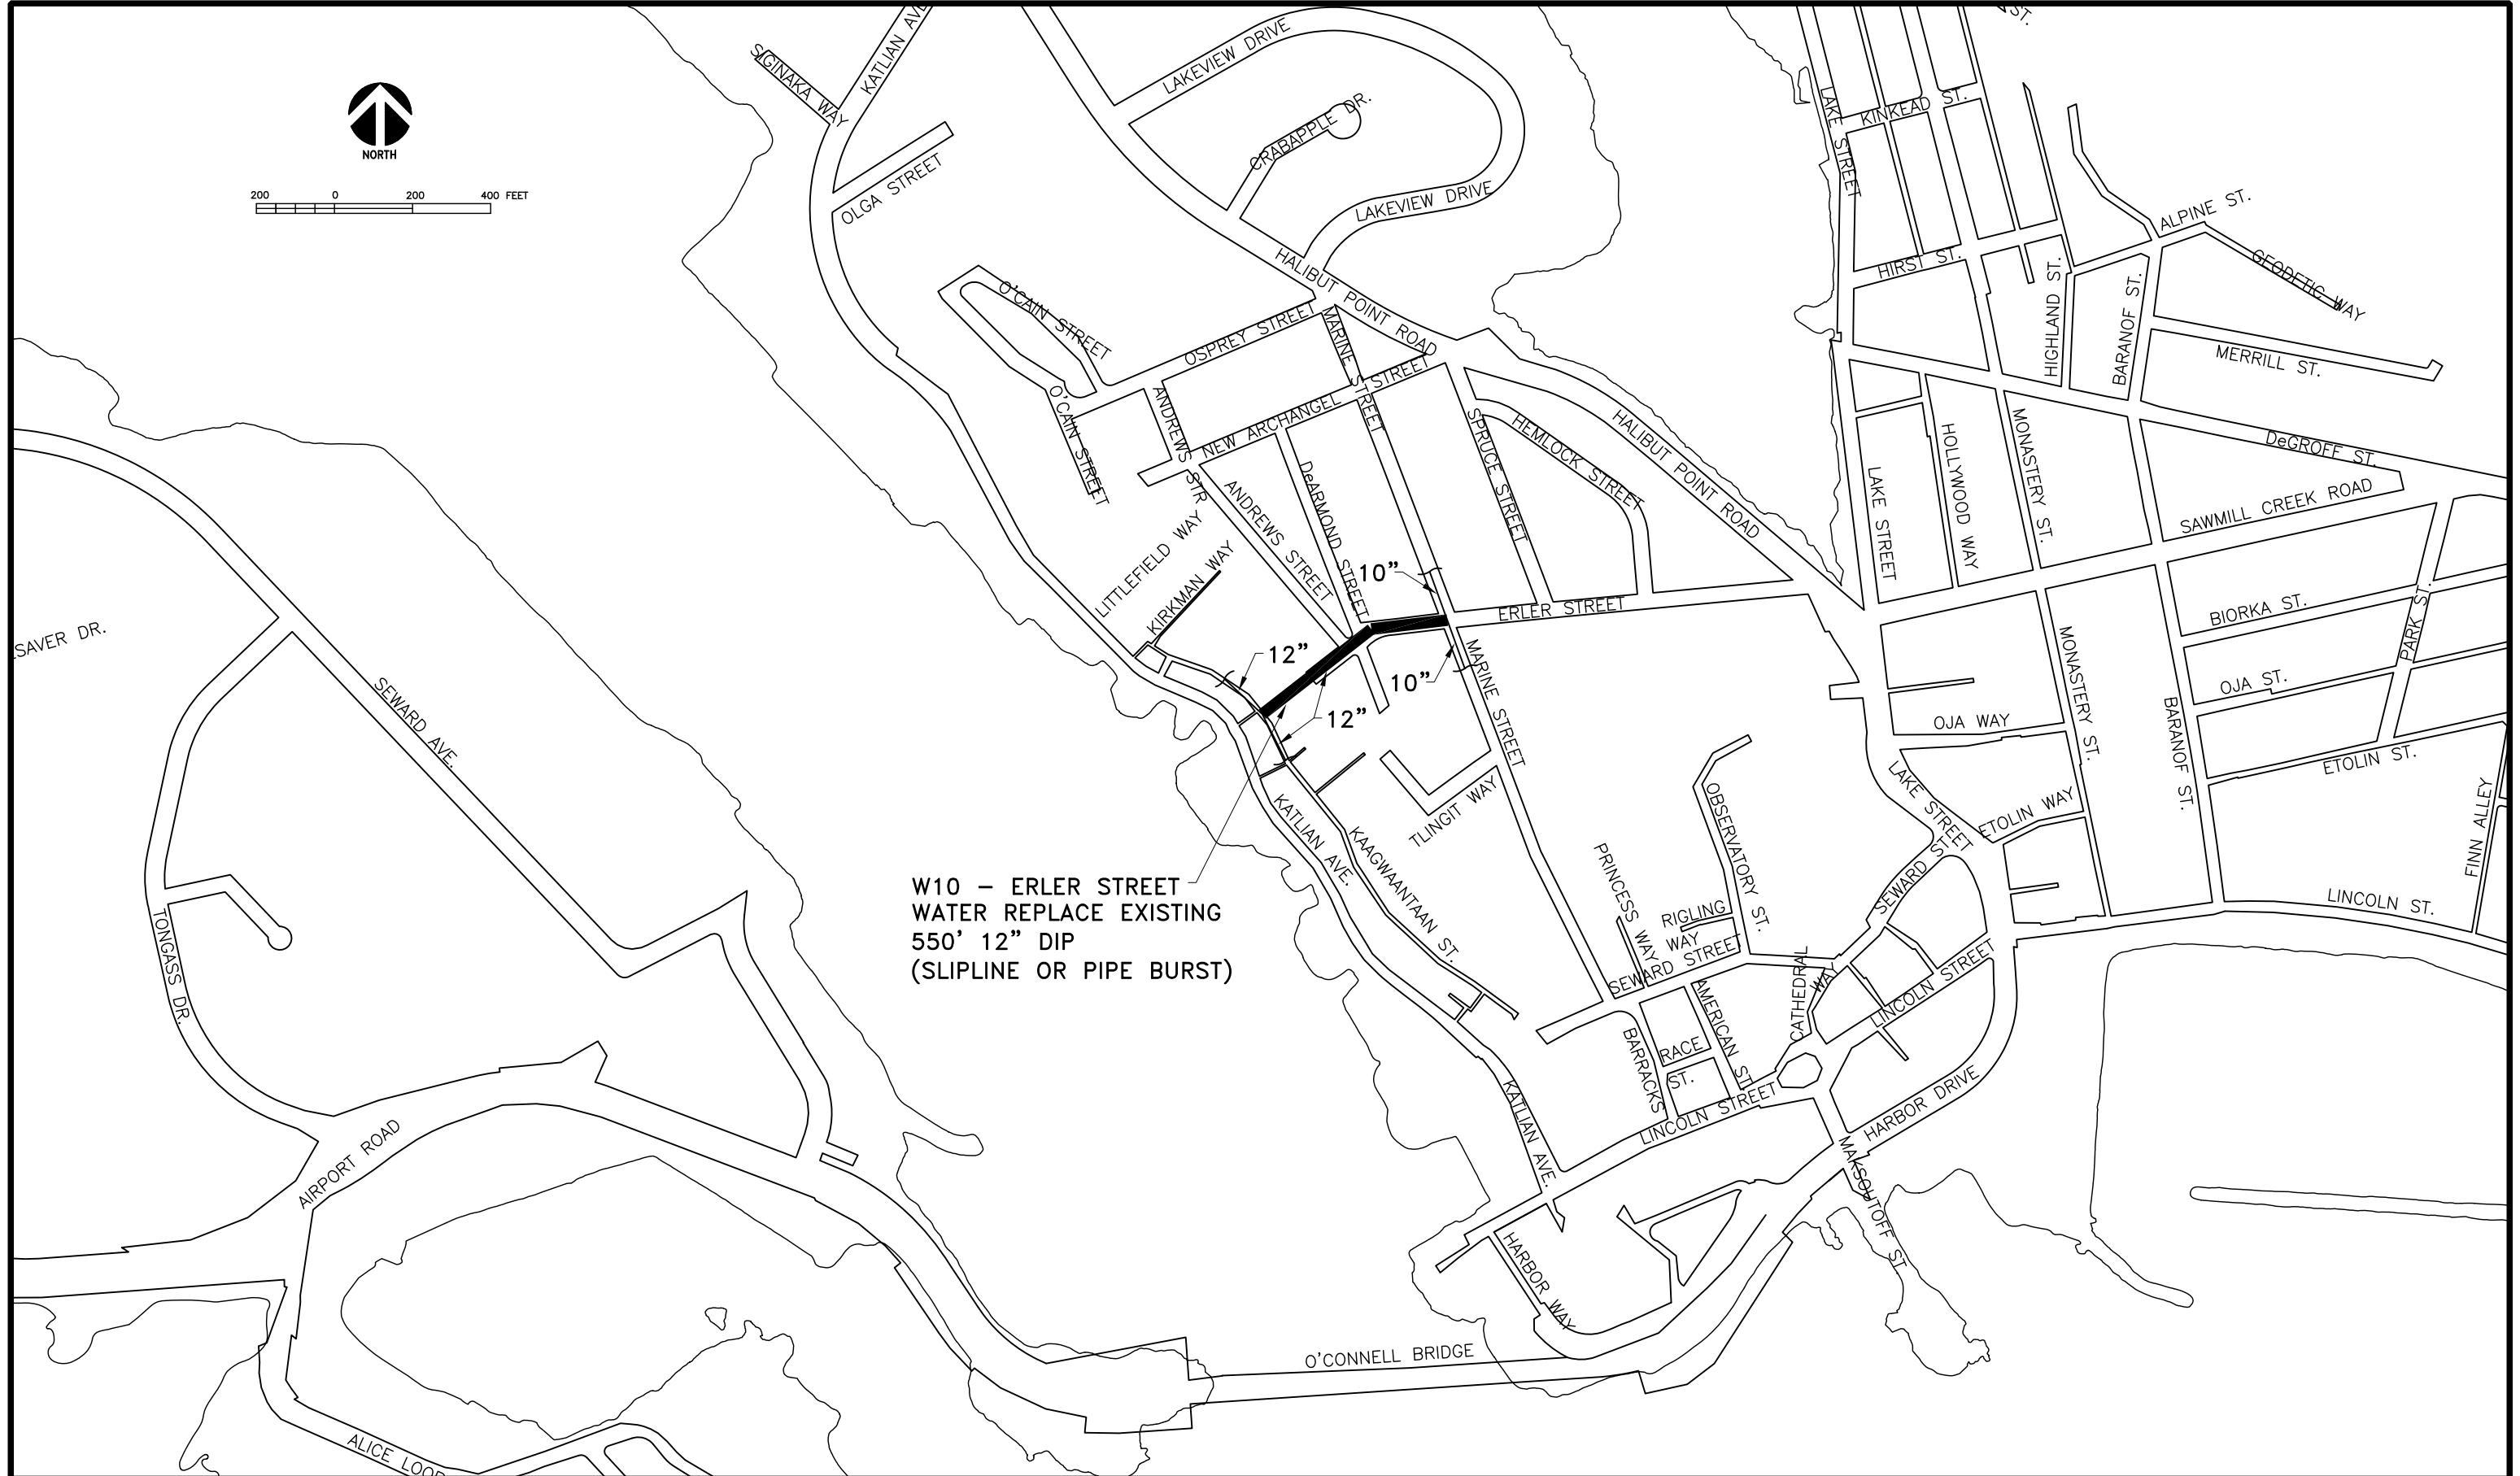 ST.
KATLIAN AVE
SIGINAKA WAY
LAKEVIEW DRIVE
CRABAPPLE DR.
LAKE STREET
KINKEAD ST.
NORTH
200 0 200 400 FEET
OLGA STREET
LAKEVIEW DRIVE
ALPINE ST.
GEODETIC WAY
HIRST ST.
HIGHLAND ST.
BARANOF ST.
HALIBUT POINT ROAD
O'CAIN STREET
OSPREY STREET
MARINE STREET
MERRILL ST.
O'CAIN STREET
ANDREWS STR
NEW ARCHANGEL STREET
SPRUCE STREET
HEMLOCK STREET
HALIBUT POINT ROAD
HOLLYWOOD WAY
MONASTERY ST.
DeGROFF ST.
LAKE STREET
SAWMILL CREEK ROAD
DeARMOND STREET
ANDREWS STREET
LITTLEFIELD WAY
KIRKMAN WAY
10”
ERLER STREET
BIORKA ST.
PARK ST.
SAVER DR.
12”
10”
12”
MARINE STREET
MONASTERY ST.
OJA ST.
OJA WAY
BARANOF ST.
SEWARD AVE.
ETOLIN ST.
LAKE STREET
ETOLIN WAY
FINN ALLEY
TLINGIT WAY
OBSERVATORY ST.
KATLIAN AVE.
KAAGWAANTAAN ST.
PRINCESS WAY
RIGLING
WAY
SEWARD STET
LINCOLN ST.
W10 – ERLER STREET
WATER REPLACE EXISTING
550’ 12” DIP
(SLIPLINE OR PIPE BURST)
TONGASS DR.
SEWARD STREET
CATHEDRAL
WAY
LINCOLN STREET
AMERICAN ST
BARRACKS
RACE
ST.
LINCOLN STREET
HARBOR DRIVE
KATLIAN AVE.
AIRPORT ROAD
MAKSOUTOFF ST
HARBOR WAY
O'CONNELL BRIDGE
ALICE LOOP